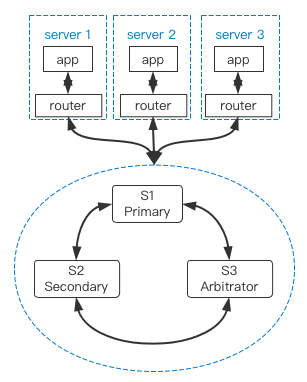 server 1
server 2
server 3
app
app
app
router
router
router
S1
Primary
S2
Secondary
S3
Arbitrator